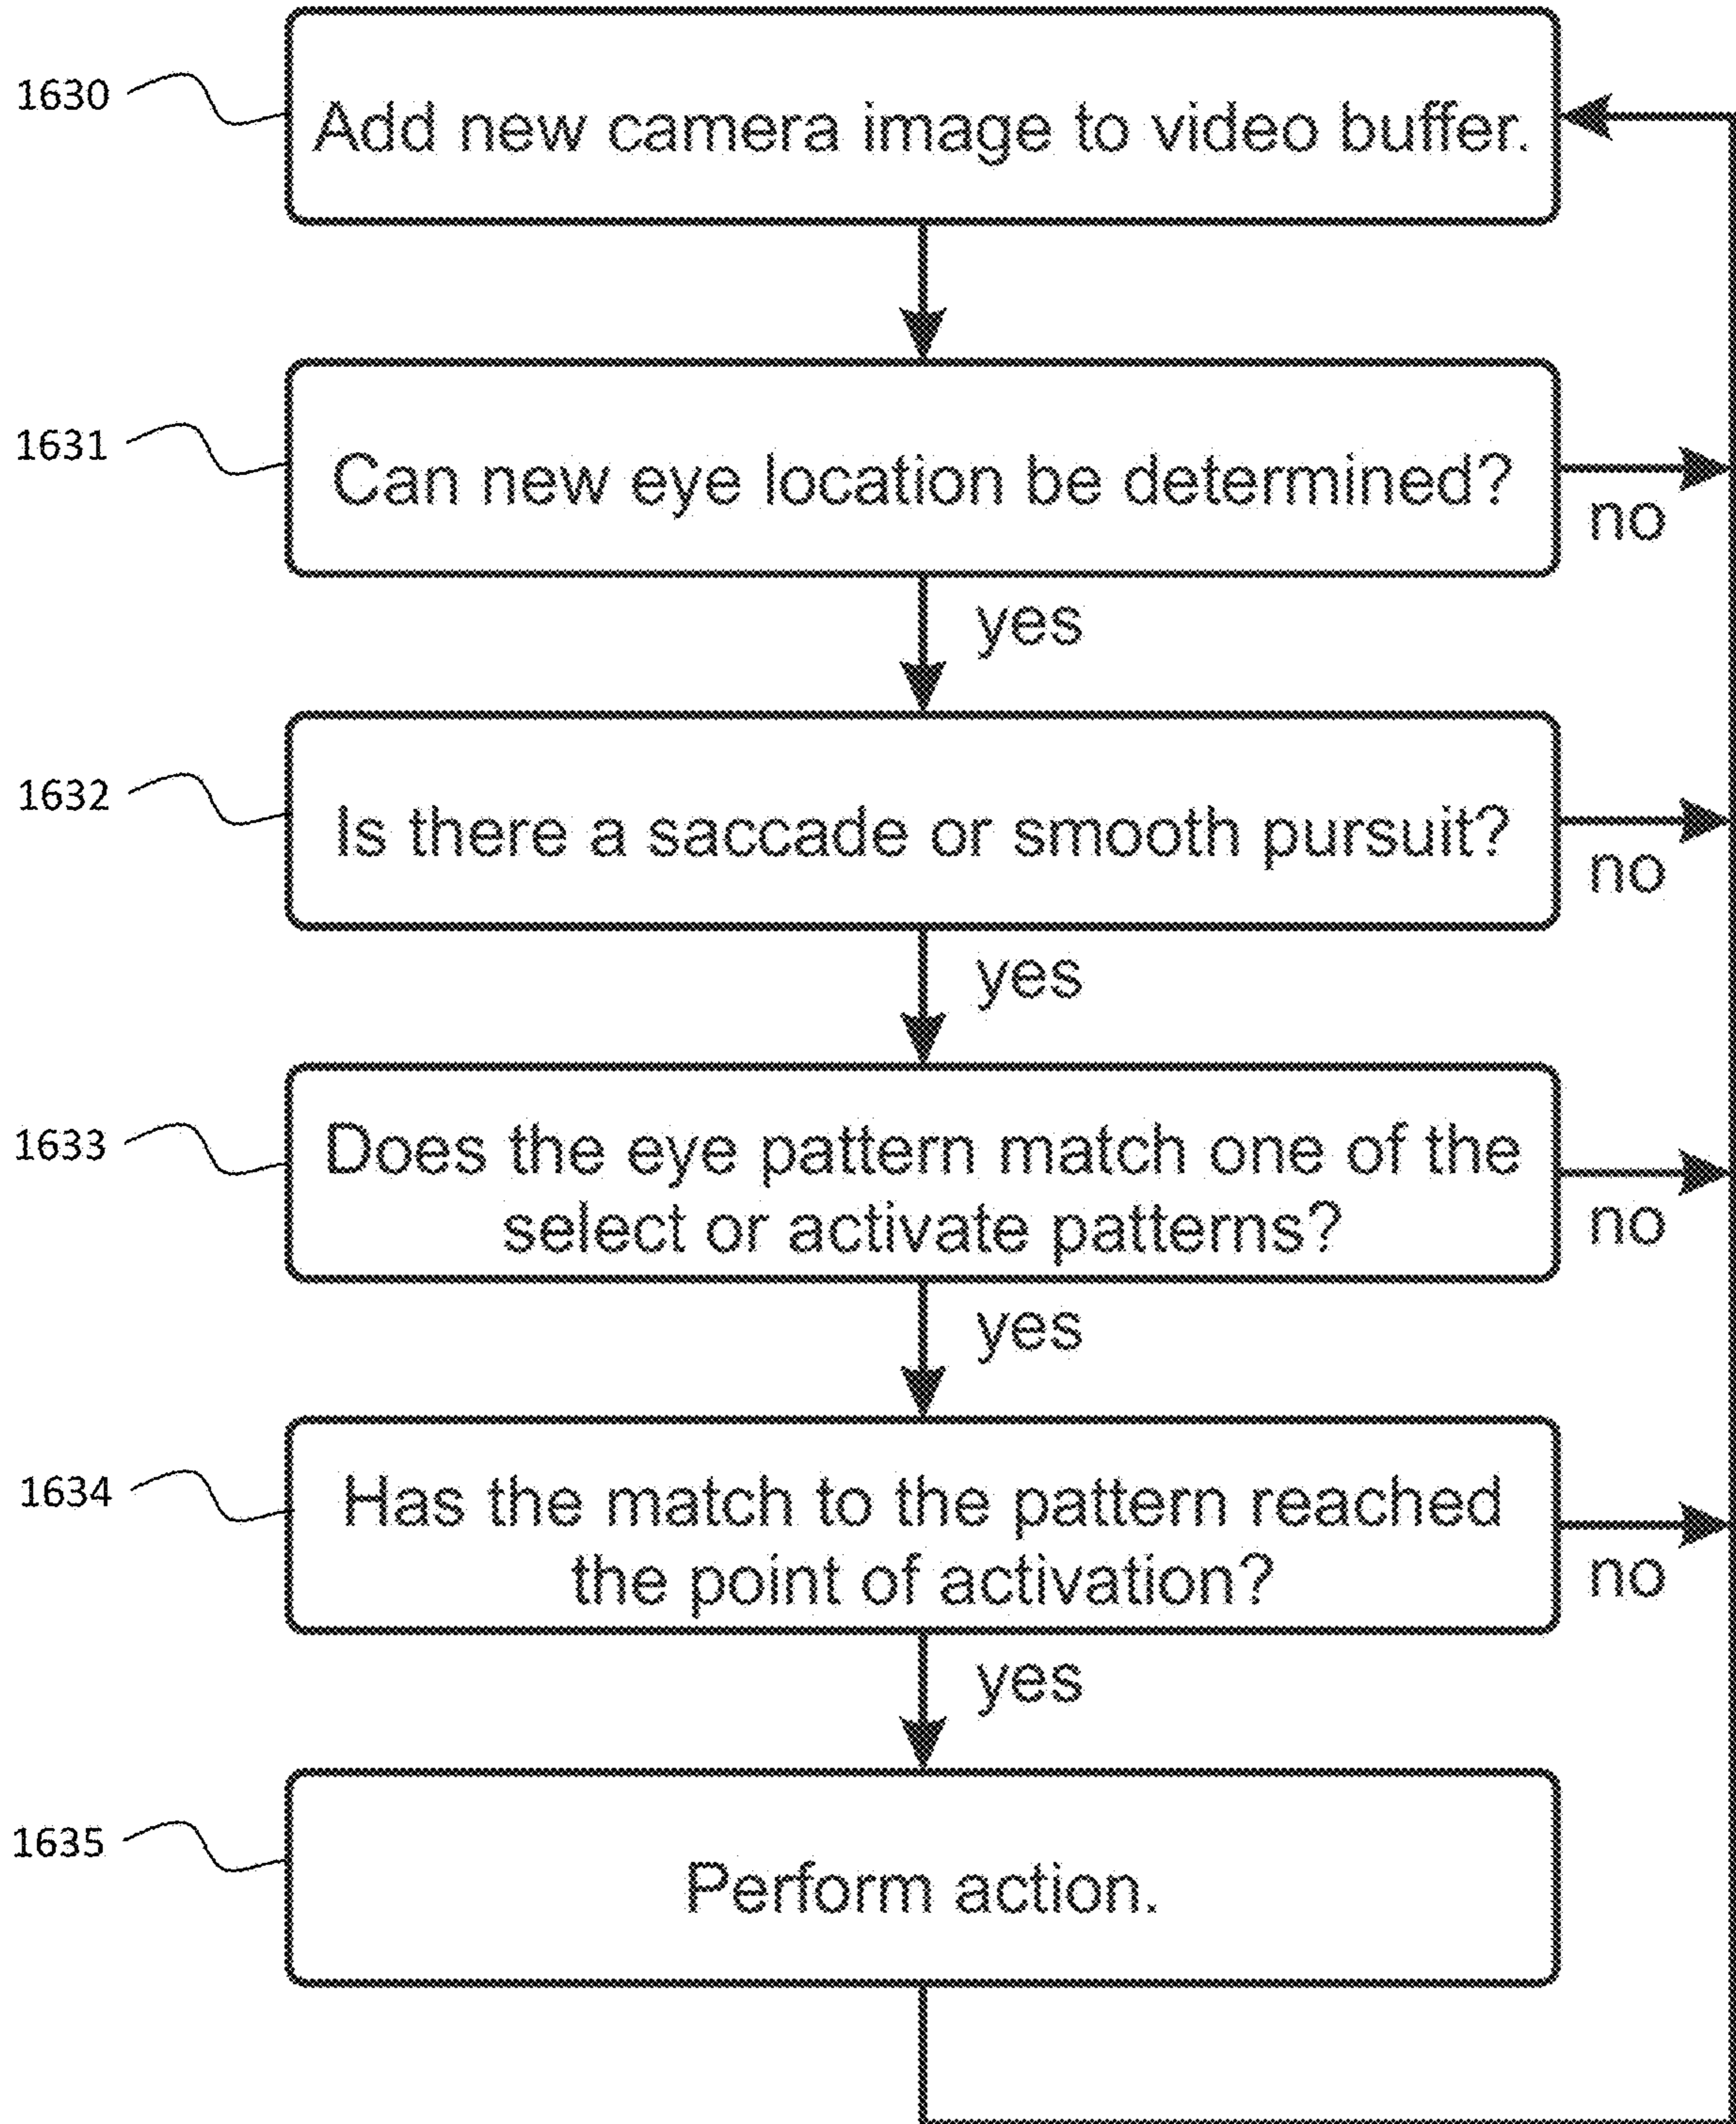 1630
Add new camera image to video buffer.
1631
Can new eye location be determined?
no
yes
1632
Is there a saccade or smooth pursuit?
no
yes
1633
Does the eye pattern match one of the
select or activate patterns?
no
yes
1634
Has the match to the pattern reached
the point of activation?
no
yes
1635
Perform action.